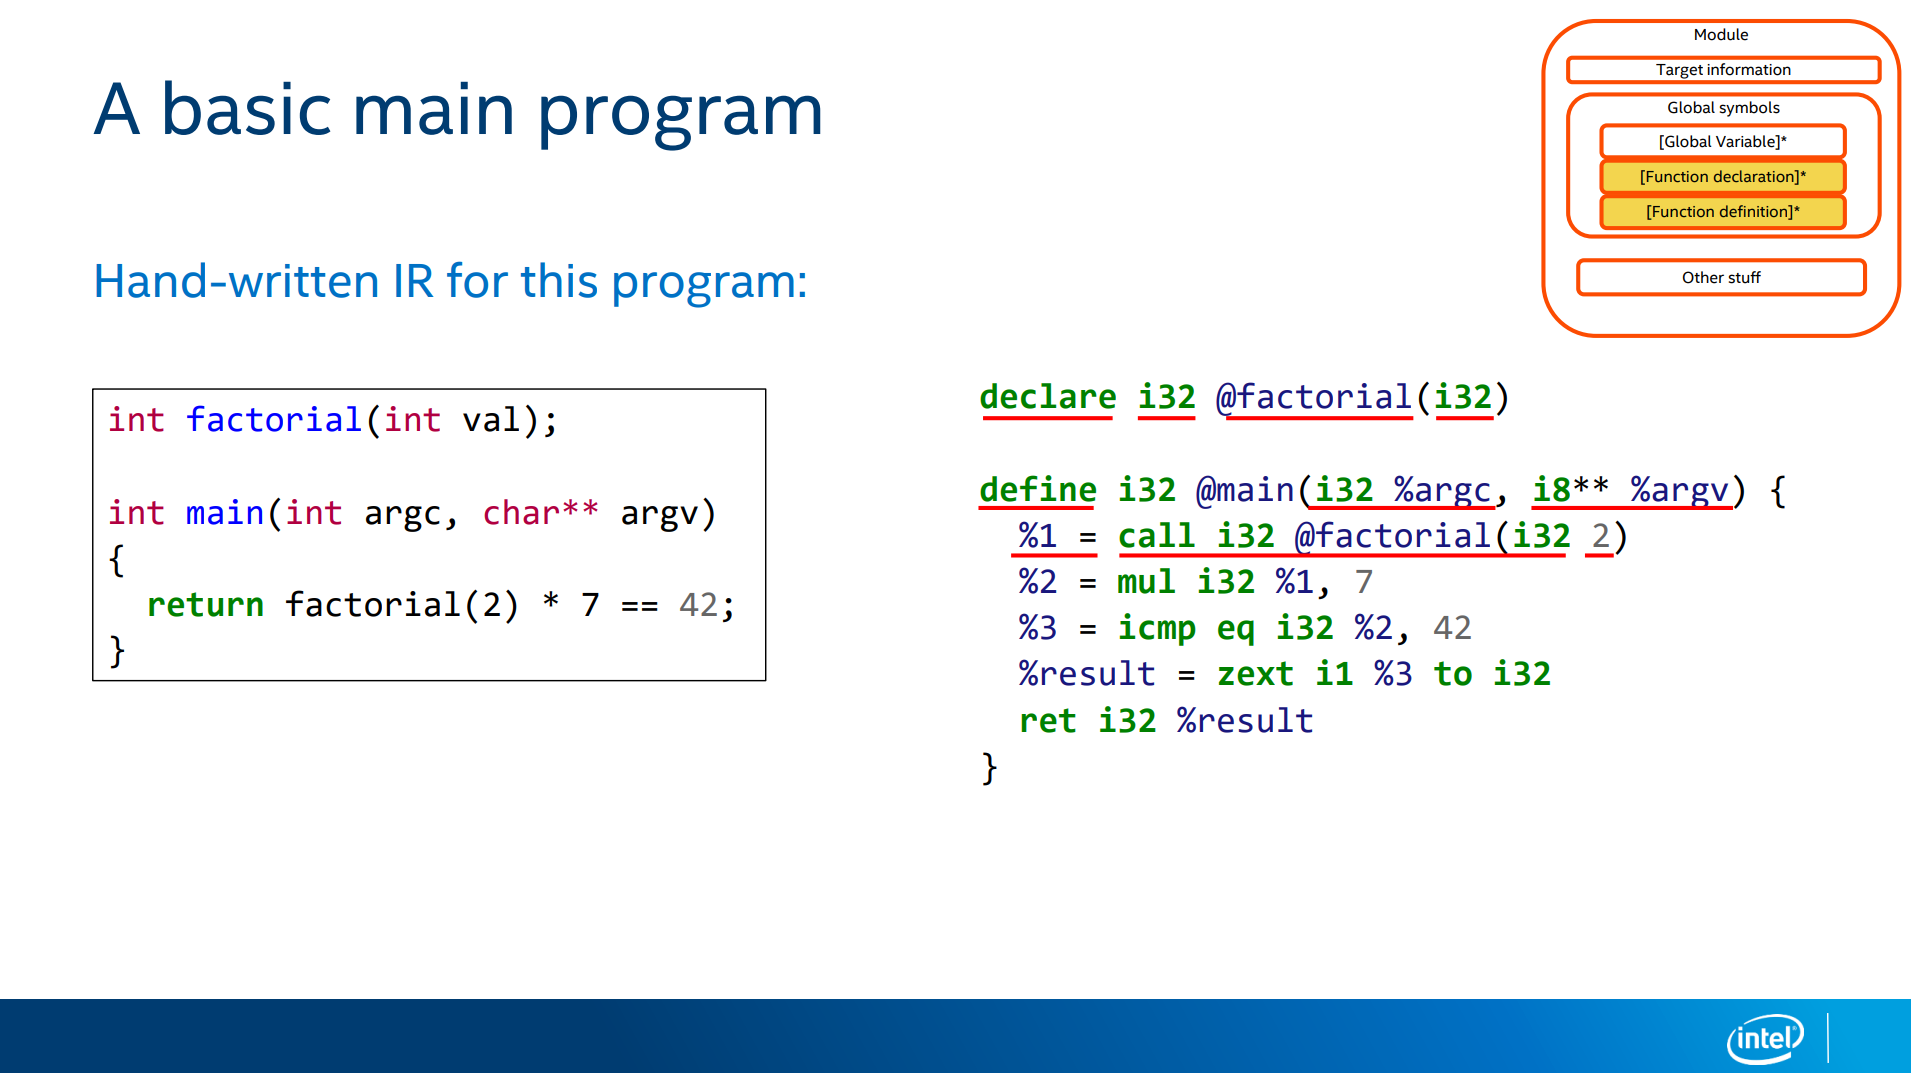 A basic main program
Module
Target information
Global symbols
[Global Variable]*
[Function declaration]*
[Function definition]*
Other stuff
Hand-written IR for this program:
int factorial(int val);
int main(int argc, char** argv)
{
return factorial(2) * 7 == 42;
}
declare i32 @factorial(i32)
define i32 @main(i32 %argc, i8** %argv) {
%1 = call i32 @factorial(i32 2)
%2 = mul i32 %1, 7
%3 = icmp eq i32 %2, 42
%result = zext i1 %3 to i32
ret i32 %result
}
intel